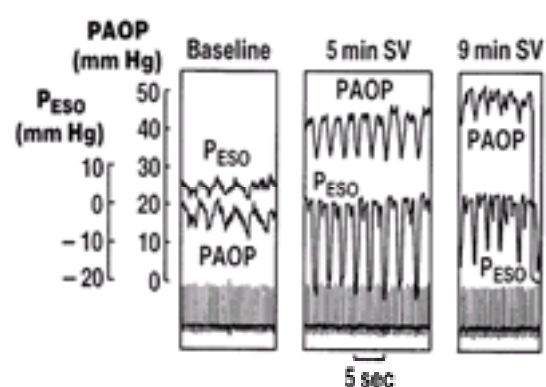 PAOP
(mm Hg)
Baseline
5 min SV
9 min SV
PESO
(mm Hg)
50
40
30
20
10
0
10
0
-10
-20
PESO
PAOP
PAOP
PESO
PAOP
PESO
5 sec